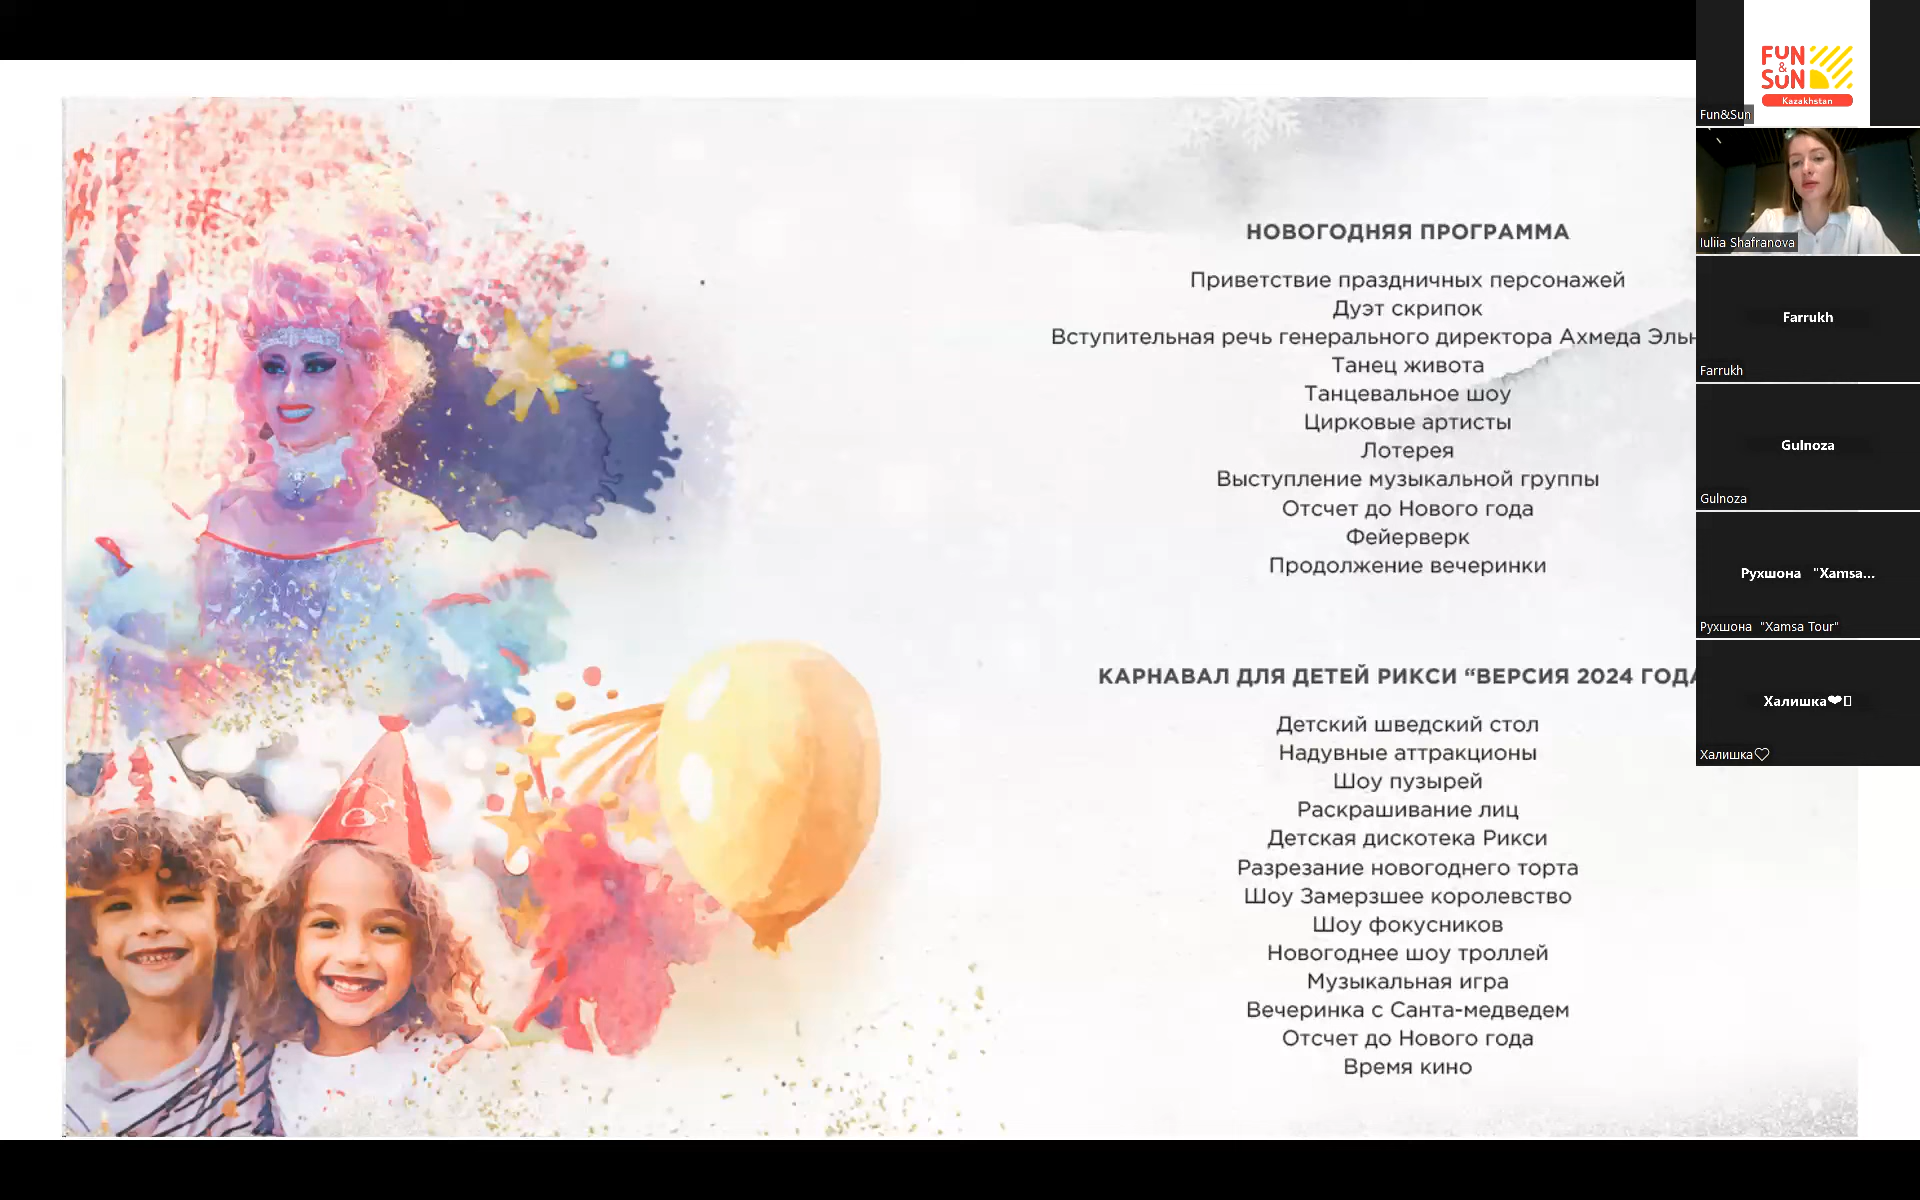 НОВОГОДНЯЯ ПРОГРАММА
Приветствие праздничных персонажей
Дуэт скрипок
Вступительная речь генерального директора Ахмеда
Танец живота
Танцевальное шоу
Цирковые артисты
Лотерея
Выступление музыкальной группы
Отсчет до Нового года
Фейерверк
Продолжение вечеринки
КАРНАВАЛ ДЛЯ ДЕТЕЙ РИКСИ “ВЕРСИЯ 2024 ГОДА
Детский шведский стол
Надувные аттракционы
Шоу пузырей
Раскрашивание лиц
Детская дискотека Рикси
Разрезание новогоднего торта
Шоу Замерзшее королевство
Шоу фокусников
Новогоднее шоу троллей
Музыкальная игра
Вечеринка с Санта-медведем
Отсчет до Нового года
Время кино
FUN
&
SUN
Kazakhstan
Fun&Sun
Iuliia Shafranova
Farrukh
Farrukh
Gulnoza
Gulnoza
Рухшона "Xamsa...
Рухшона "Xamsa Tour"
Халишка❤▯
Халишка♡